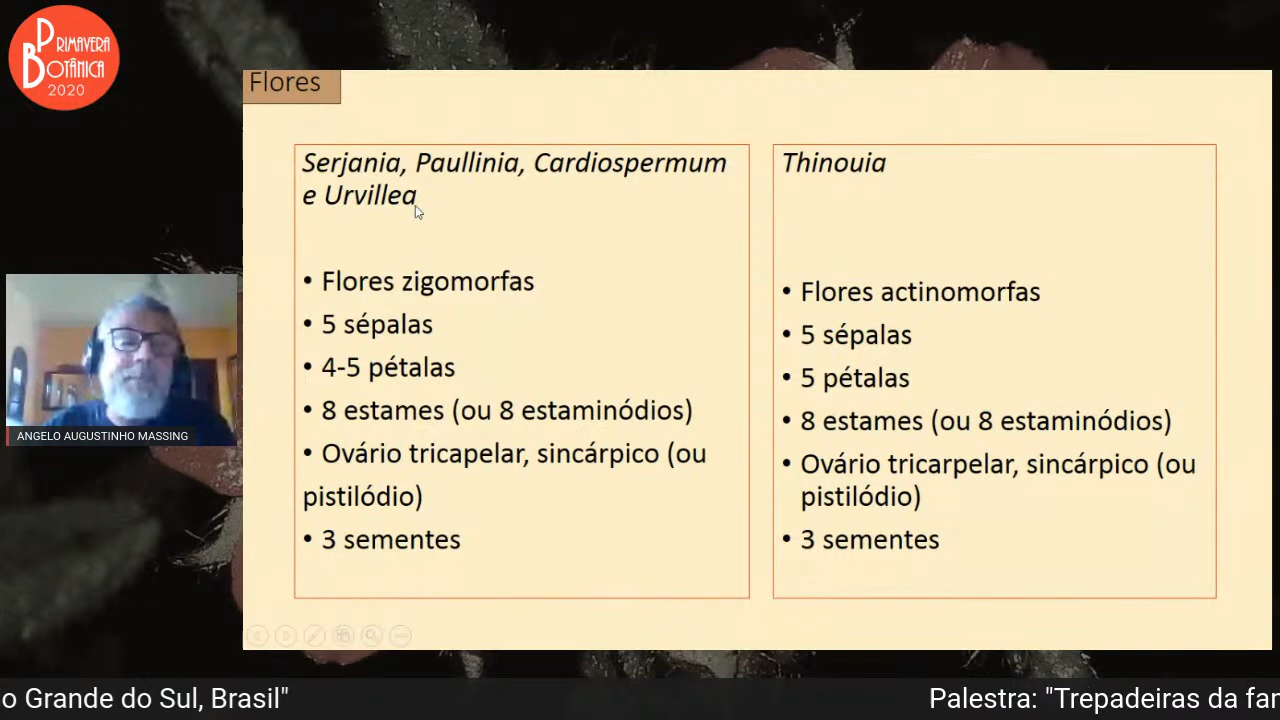 PRIMAVERA
BOTÂNICA
2020
Flores
Serjania, Paullinia, Cardiospermum
e Urvillea
• Flores zigomorfas
• 5 sépalas
• 4-5 pétalas
• 8 estames (ou 8 estaminódios)
• Ovário tricapelar, sincárpico (ou
pistilódio)
• 3 sementes
Thinouia
• Flores actinomorfas
• 5 sépalas
• 5 pétalas
• 8 estames (ou 8 estaminódios)
• Ovário tricarpelar, sincárpico (ou
pistilódio)
• 3 sementes
ANGELO AUGUSTINHO MASSING
o Grande do Sul, Brasil" Palestra: "Trepadeiras da far